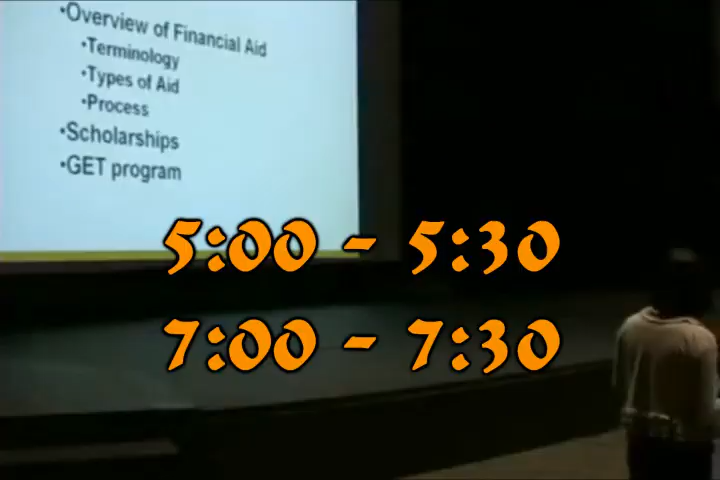 •Overview of Financial Aid
•Terminology
•Types of Aid
•Process
•Scholarships
•GET program
5:00 - 5:30
7:00 - 7:30